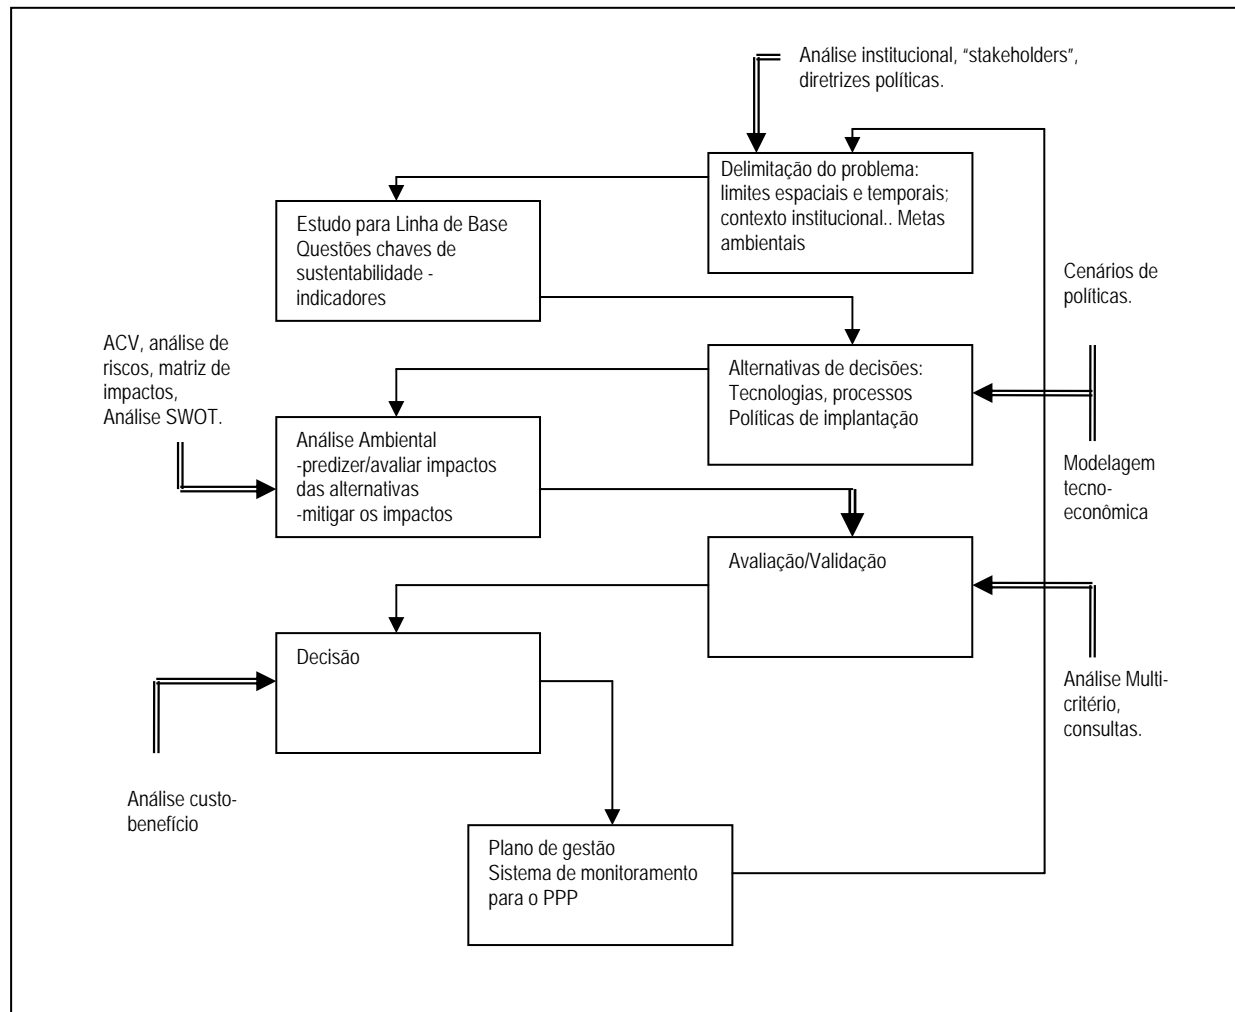 Análise institucional, “stakeholders”,
diretrizes políticas.
Delimitação do problema:
limites espaciais e temporais;
contexto institucional.. Metas
ambientais
Estudo para Linha de Base
Questões chaves de
sustentabilidade -
indicadores
Cenários de
políticas.
ACV, análise de
riscos, matriz de
impactos,
Análise SWOT.
Alternativas de decisões:
Tecnologias, processos
Políticas de implantação
Análise Ambiental
-predizer/avaliar impactos
das alternativas
-mitigar os impactos
Modelagem
tecno-
econômica
Avaliação/Validação
Decisão
Análise Multi-
critério,
consultas.
Análise custo-
benefício
Plano de gestão
Sistema de monitoramento
para o PPP